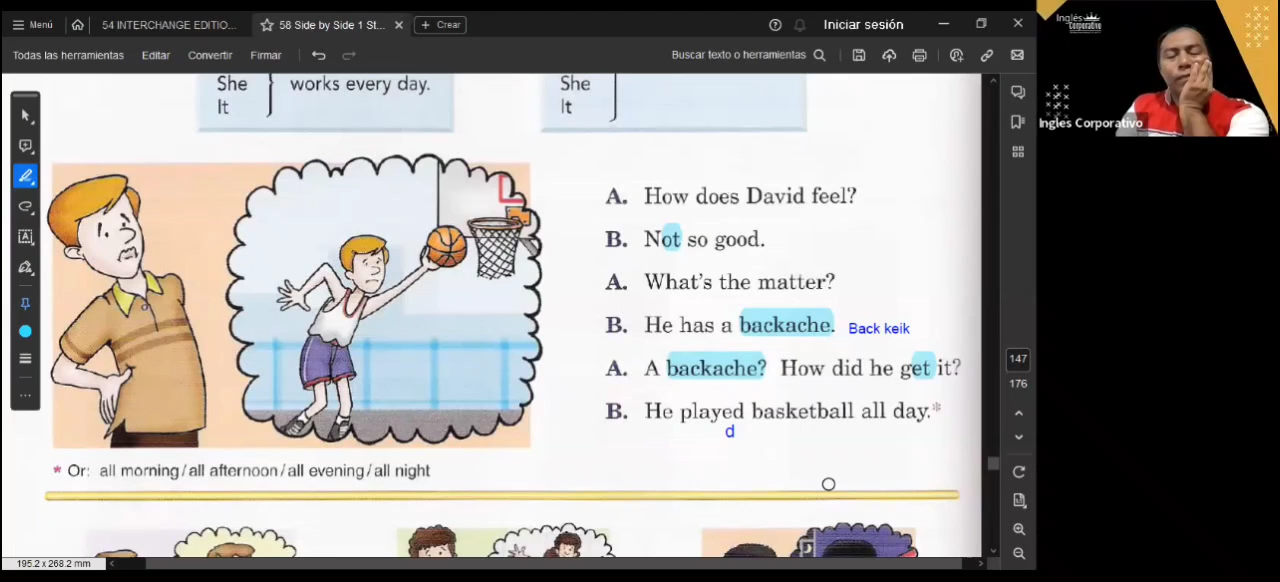 Menú
54 INTERCHANGE EDITIO...
58 Side by Side 1 St...
Crear
Iniciar sesión
Todas las herramientas
Editar
Convertir
Firmar
Buscar texto o herramientas
Inglés
Corporativo
Ingles Corporativo
She
It
works every day.
She
It
A. How does David feel?
B. Not so good.
A. What's the matter?
B. He has a backache. Back keik
A. A backache? How did he get it?
B. He played basketball all day.*
d
* Or: all morning / all afternoon / all evening / all night
147
176
195.2 x 268.2 mm